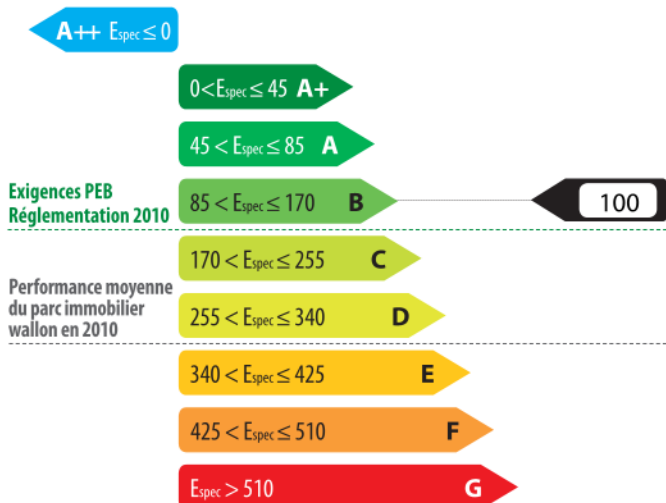 A++ Espec ≤ 0
0 < Espec ≤ 45 A+
45 < Espec ≤ 85 A
Exigences PEB
Réglementation 2010
85 < Espec ≤ 170 B
100
170 < Espec ≤ 255 C
Performance moyenne
du parc immobilier
wallon en 2010
255 < Espec ≤ 340 D
340 < Espec ≤ 425 E
425 < Espec ≤ 510 F
Espec > 510 G